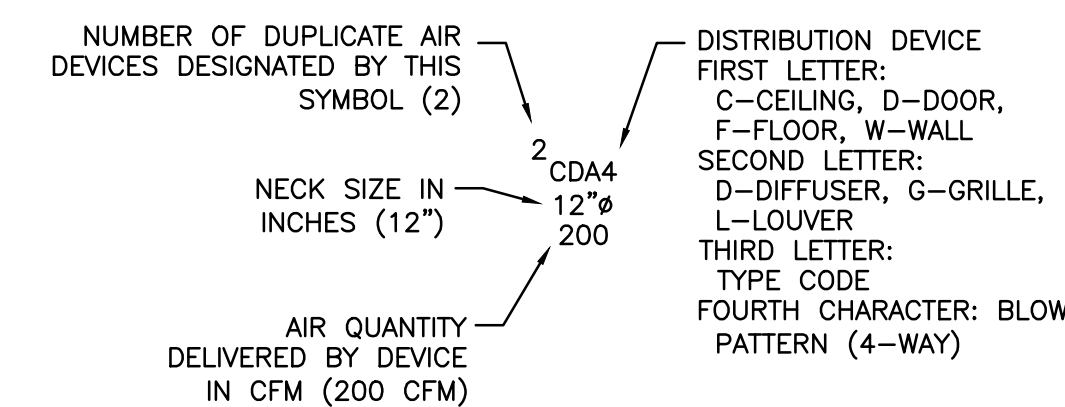 NUMBER OF DUPLICATE AIR
DEVICES DESIGNATED BY THIS
SYMBOL (2)
NECK SIZE IN
INCHES (12")
AIR QUANTITY
DELIVERED BY DEVICE
IN CFM (200 CFM)
2
CDA4
12"ø
200
DISTRIBUTION DEVICE
FIRST LETTER:
C-CEILING, D-DOOR,
F-FLOOR, W-WALL
SECOND LETTER:
D-DIFFUSER, G-GRILLE,
L-LOUVER
THIRD LETTER:
TYPE CODE
FOURTH CHARACTER: BLOW
PATTERN (4-WAY)